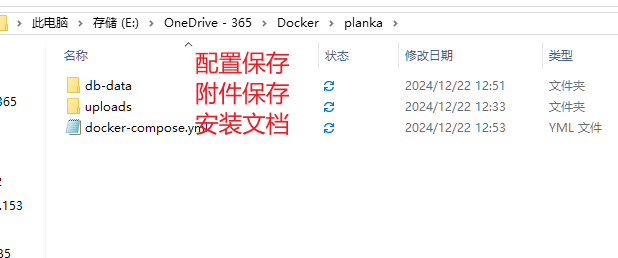 此电脑 > 存储 (E:) > OneDrive - 365 > Docker > planka >
名称 状态 修改日期 类型
配置保存
db-data 2024/12/22 12:51 文件夹
附件保存
uploads 2024/12/22 12:33 文件夹
安装文档
docker-compose.yml 2024/12/22 12:53 YML 文件
365
.153
35